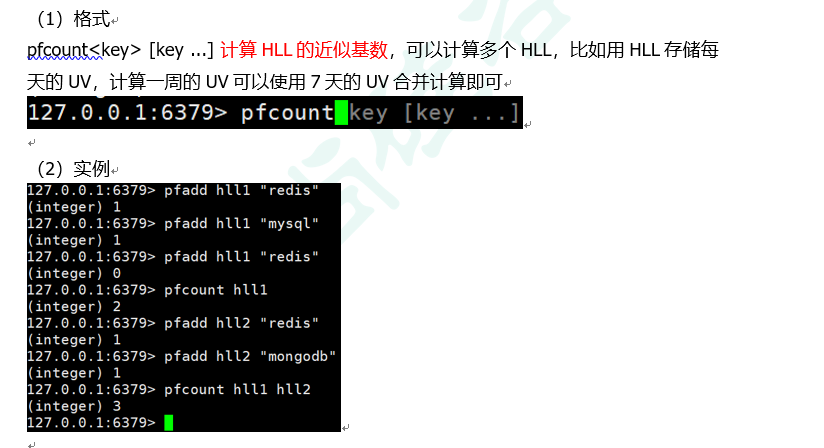 （1）格式
pfcount<key> [key ...] 计算 HLL 的近似基数，可以计算多个 HLL，比如用 HLL 存储每
天的 UV，计算一周的 UV 可以使用 7 天的 UV 合并计算即可
127.0.0.1:6379> pfcount key [key ...]
（2）实例
127.0.0.1:6379> pfadd hll1 "redis"
(integer) 1
127.0.0.1:6379> pfadd hll1 "mysql"
(integer) 1
127.0.0.1:6379> pfadd hll1 "redis"
(integer) 0
127.0.0.1:6379> pfcount hll1
(integer) 2
127.0.0.1:6379> pfadd hll2 "redis"
(integer) 1
127.0.0.1:6379> pfadd hll2 "mongodb"
(integer) 1
127.0.0.1:6379> pfcount hll1 hll2
(integer) 3
127.0.0.1:6379>